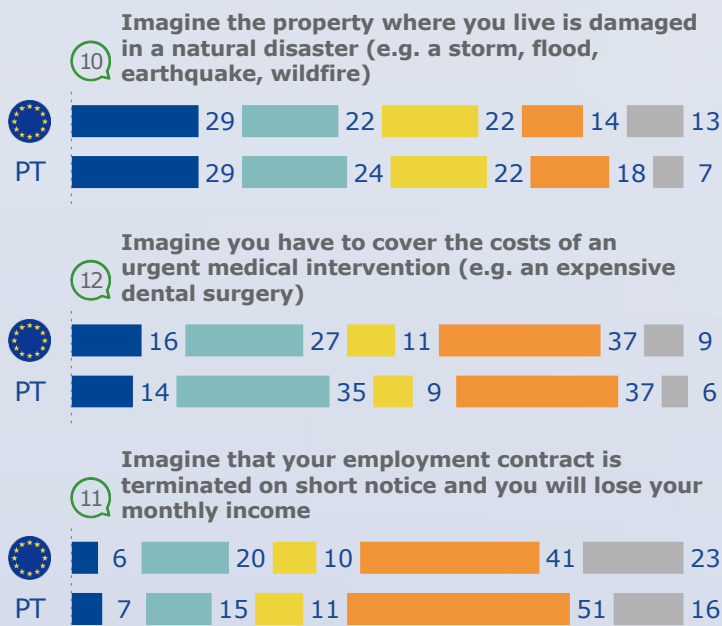 Imagine the property where you live is damaged
in a natural disaster (e.g. a storm, flood,
10
earthquake, wildfire)
29 22 22 14 13
PT 29 24 22 18 7
Imagine you have to cover the costs of an
urgent medical intervention (e.g. an expensive
12
dental surgery)
16 27 11 37 9
PT 14 35 9 37 6
Imagine that your employment contract is
terminated on short notice and you will lose your
11
monthly income
6 20 10 41 23
PT 7 15 11 51 16